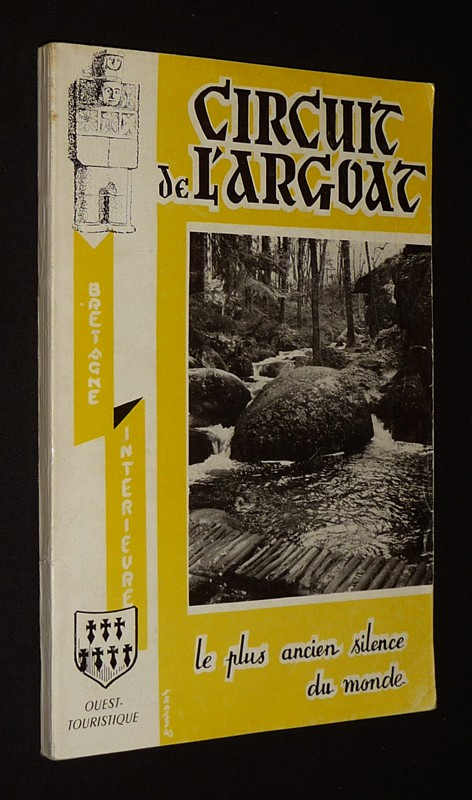 CIRCUIT
de L'ARGOAT
BRETAGNE
INTERIEURE
le plus ancien silence
du monde
OUEST-
TOURISTIQUE